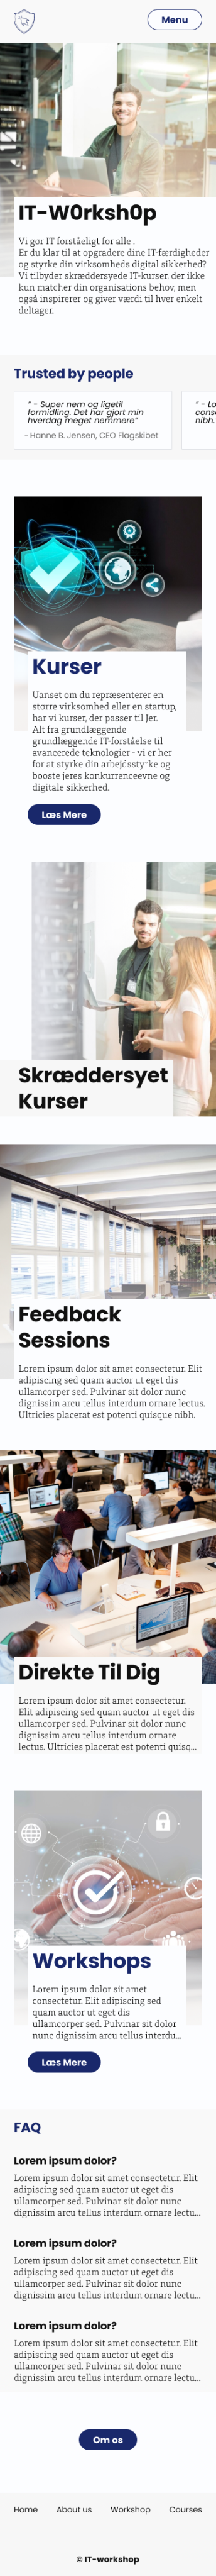 Menu
IT-W0rksh0p
Vi gør IT forståeligt for alle .
Er du klar til at opgradere dine IT-færdigheder
og styrke din virksomheds digital sikkerhed?
Vi tilbyder skræddersyede IT-kurser, der ikke
kun matcher din organisations behov, men
også inspirerer og giver værdi til hver enkelt
deltager.
Trusted by people
" - Super nem og ligetil
formidling. Det har gjort min
hverdag meget nemmere"
- Hanne B. Jensen, CEO Flagskibet
" - Lo
cons
nibh.
Kurser
Uanset om du repræsenterer en
større virksomhed eller en startup,
har vi kurser, der passer til Jer.
Alt fra grundlæggende
grundlæggende IT-forståelse til
avancerede teknologier - vi er her
for at styrke din arbejdsstyrke og
booste jeres konkurrenceevne og
digitale sikkerhed.
Læs Mere
Skræddersyet
Kurser
Feedback
Sessions
Lorem ipsum dolor sit amet consectetur. Elit
adipiscing sed quam auctor ut eget dis
ullamcorper sed. Pulvinar sit dolor nunc
dignissim arcu tellus interdum ornare lectus.
Ultricies placerat est potenti quisque nibh.
Direkte Til Dig
Lorem ipsum dolor sit amet consectetur.
Elit adipiscing sed quam auctor ut eget dis
ullamcorper sed. Pulvinar sit dolor nunc
dignissim arcu tellus interdum ornare
lectus. Ultricies placerat est potenti quisq...
Workshops
Lorem ipsum dolor sit amet
consectetur. Elit adipiscing sed
quam auctor ut eget dis
ullamcorper sed. Pulvinar sit dolor
nunc dignissim arcu tellus interdu...
Læs Mere
FAQ
Lorem ipsum dolor?
Lorem ipsum dolor sit amet consectetur. Elit
adipiscing sed quam auctor ut eget dis
ullamcorper sed. Pulvinar sit dolor nunc
dignissim arcu tellus interdum ornare lectu...
Lorem ipsum dolor?
Lorem ipsum dolor sit amet consectetur. Elit
adipiscing sed quam auctor ut eget dis
ullamcorper sed. Pulvinar sit dolor nunc
dignissim arcu tellus interdum ornare lectu...
Lorem ipsum dolor?
Lorem ipsum dolor sit amet consectetur. Elit
adipiscing sed quam auctor ut eget dis
ullamcorper sed. Pulvinar sit dolor nunc
dignissim arcu tellus interdum ornare lectu...
Om os
Home About us Workshop Courses
© IT-workshop